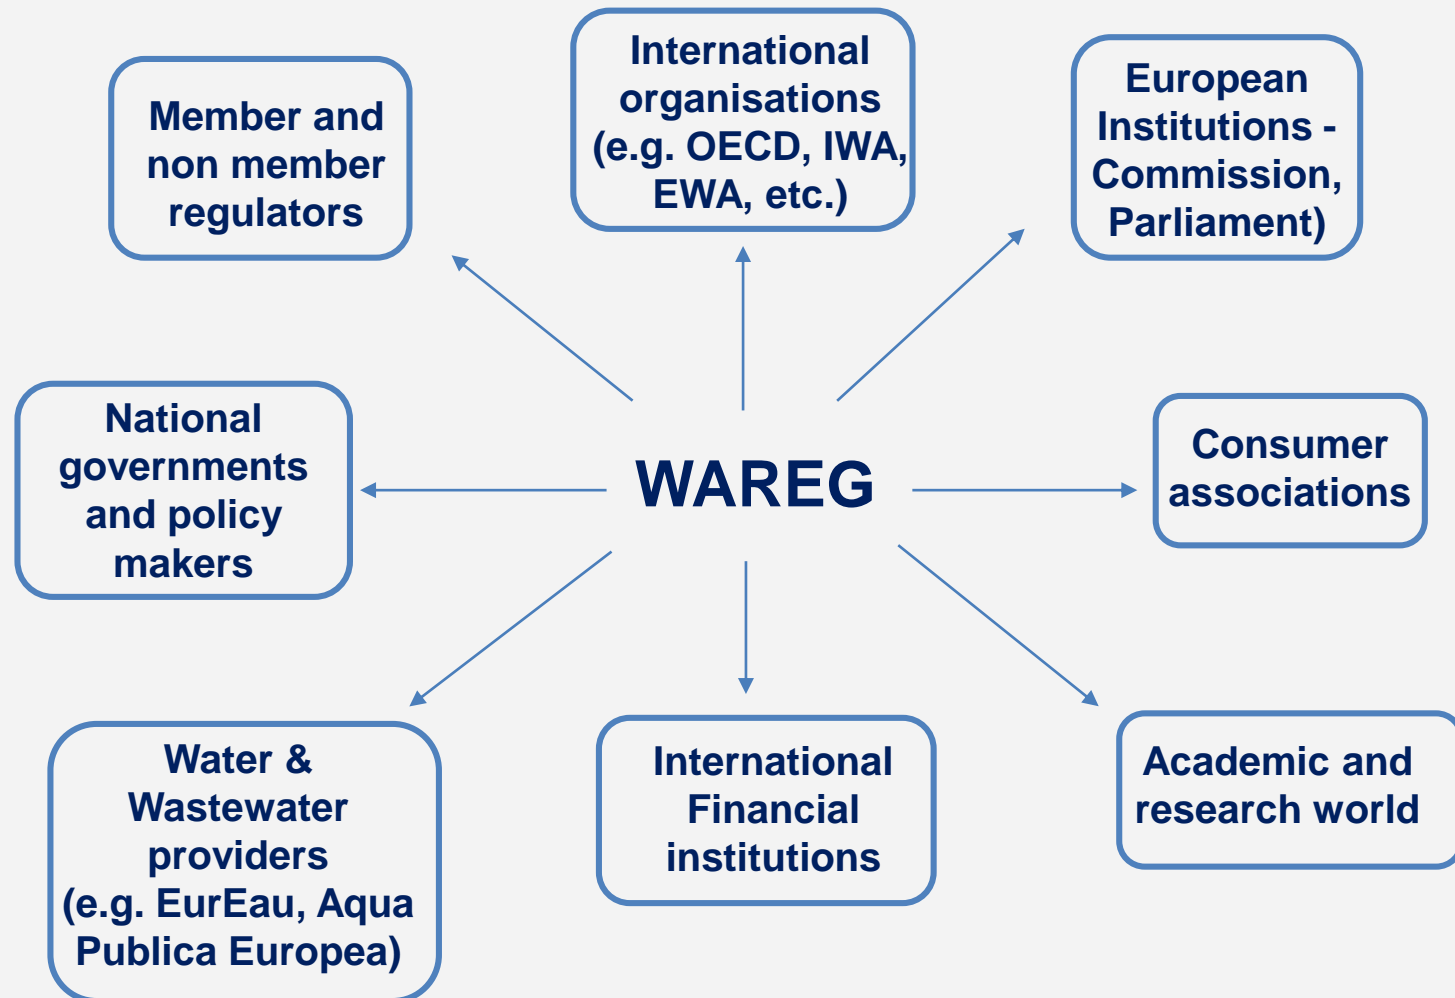 Member and
non member
regulators
International
organisations
(e.g. OECD, IWA,
EWA, etc.)
European
Institutions -
Commission,
Parliament)
National
governments
and policy
makers
WAREG
Consumer
associations
Water &
Wastewater
providers
(e.g. EurEau, Aqua
Publica Europea)
International
Financial
institutions
Academic and
research world